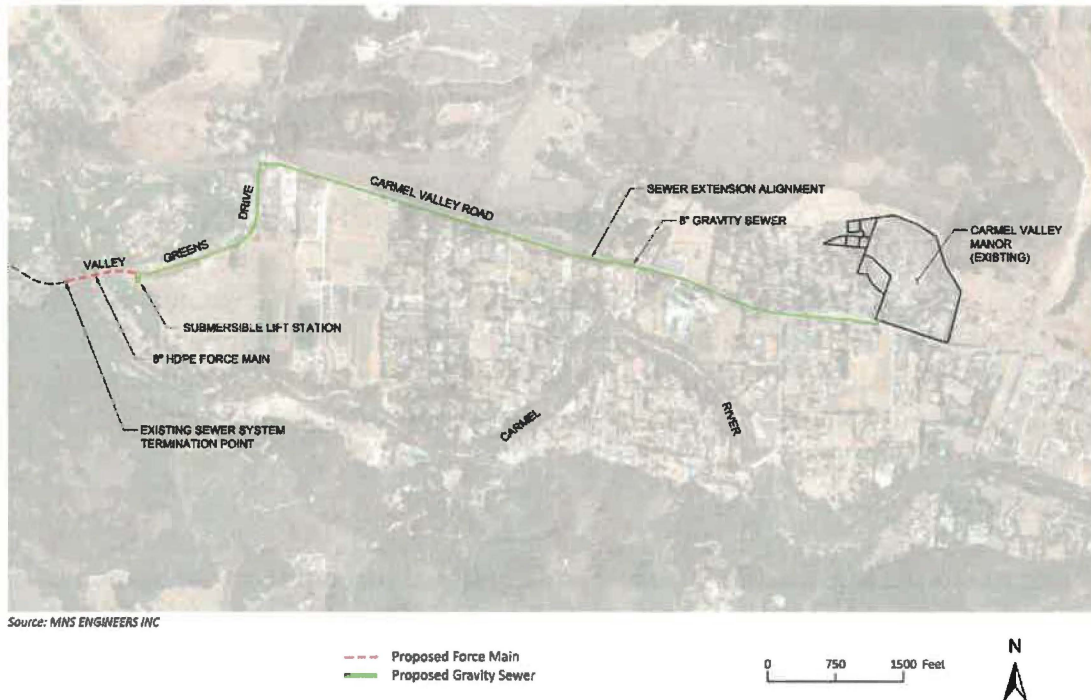 CARMEL VALLEY ROAD
SEWER EXTENSION ALIGNMENT
8" GRAVITY SEWER
DRIVE
GREENS
VALLEY
CARMEL VALLEY
MANOR
(EXISTING)
SUBMERSIBLE LIFT STATION
8" HDPE FORCE MAIN
EXISTING SEWER SYSTEM
TERMINATION POINT
CARMEL
RIVER
Source: MNS ENGINEERS INC
Proposed Force Main
Proposed Gravity Sewer
0 750 1500 Feet
N